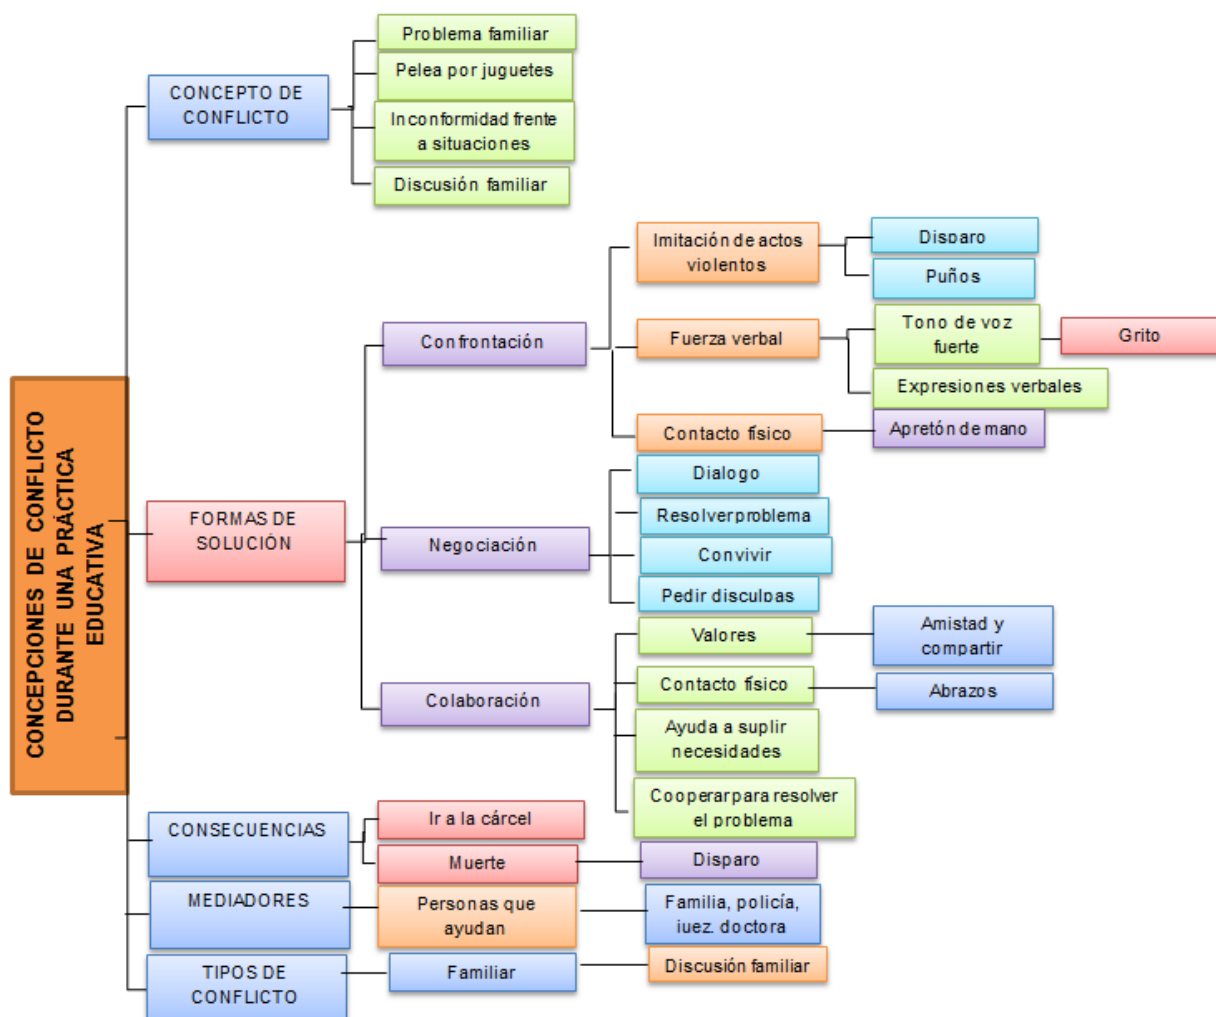 CONCEPCIONES DE CONFLICTO
DURANTE UNA PRÁCTICA
EDUCATIVA
CONCEPTO DE
CONFLICTO
Problema familiar
Pelea por juguetes
Inconformidad frente
a situaciones
Discusión familiar
FORMAS DE
SOLUCIÓN
Confrontación
Imitación de actos
violentos
Disparo
Puños
Fuerza verbal
Tono de voz
fuerte
Grito
Expresiones verbales
Contacto físico
Apretón de mano
Negociación
Dialogo
Resolver problema
Convivir
Pedir disculpas
Colaboración
Valores
Amistad y
compartir
Contacto físico
Abrazos
Ayuda a suplir
necesidades
Cooperar para resolver
el problema
CONSECUENCIAS
Ir a la cárcel
Muerte
Disparo
MEDIADORES
Personas que
ayudan
Familia, policía,
juez, doctora
TIPOS DE
CONFLICTO
Familiar
Discusión familiar